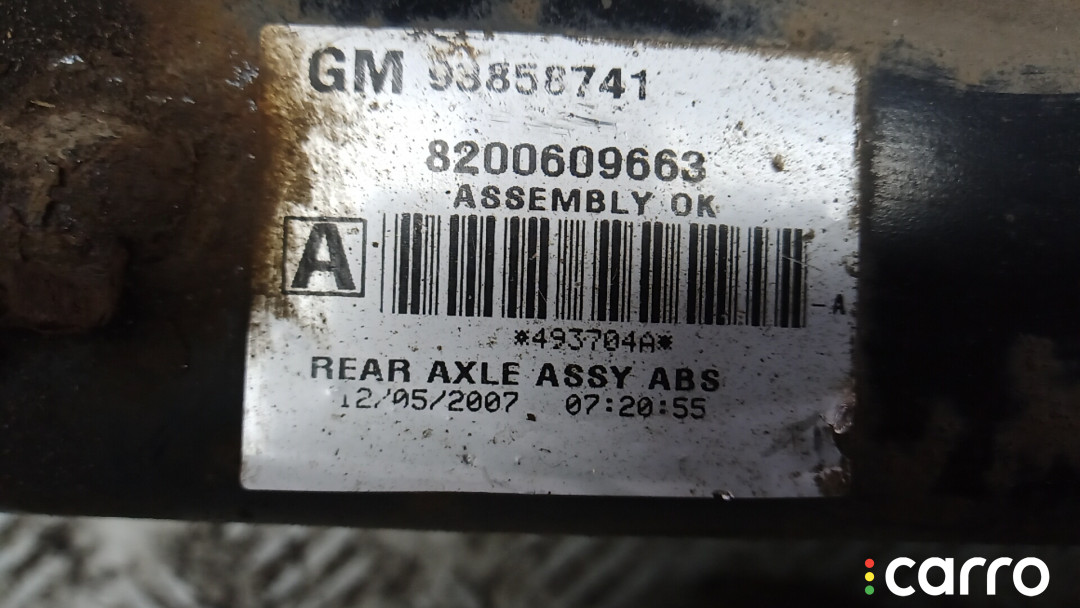 GM 93858741
8200609663
ASSEMBLY OK
A
-A
*493704A*
REAR AXLE ASSY ABS
12/05/2007 07:20:55
carro